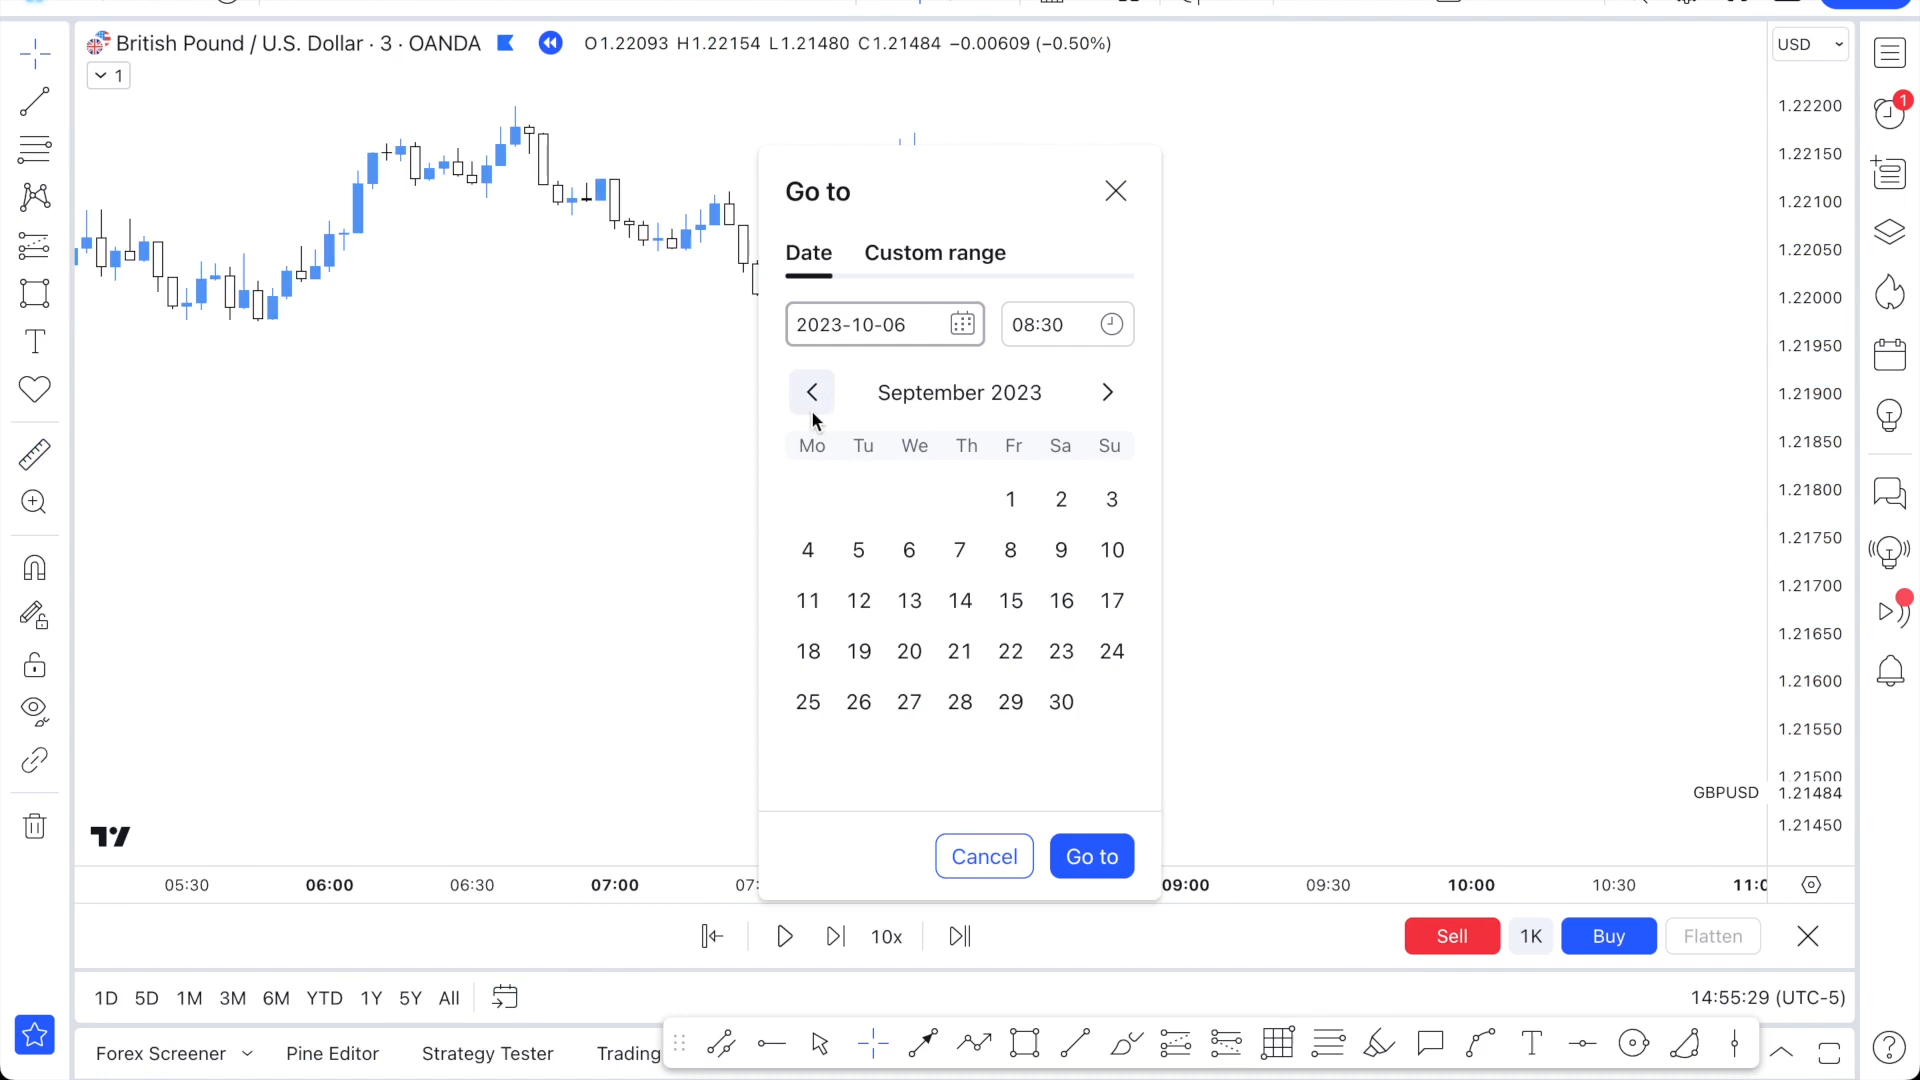 British Pound / U.S. Dollar · 3 · OANDA O1.22093 H1.22154 L1.21480 C1.21484 −0.00609 (−0.50%)
USD
1
1
1.22200
1.22150
1.22100
1.22050
1.22000
1.21950
1.21900
1.21850
1.21800
1.21750
1.21700
1.21650
1.21600
1.21550
1.21500
GBPUSD 1.21484
1.21450
Go to
Date Custom range
2023-10-06 08:30
September 2023
Mo Tu We Th Fr Sa Su
1 2 3
4 5 6 7 8 9 10
11 12 13 14 15 16 17
18 19 20 21 22 23 24
25 26 27 28 29 30
Cancel Go to
05:30 06:00 06:30 07:00 07: 09:00 09:30 10:00 10:30 11:0
10x Sell 1K Buy Flatten
1D 5D 1M 3M 6M YTD 1Y 5Y All 14:55:29 (UTC-5)
Forex Screener Pine Editor Strategy Tester Trading